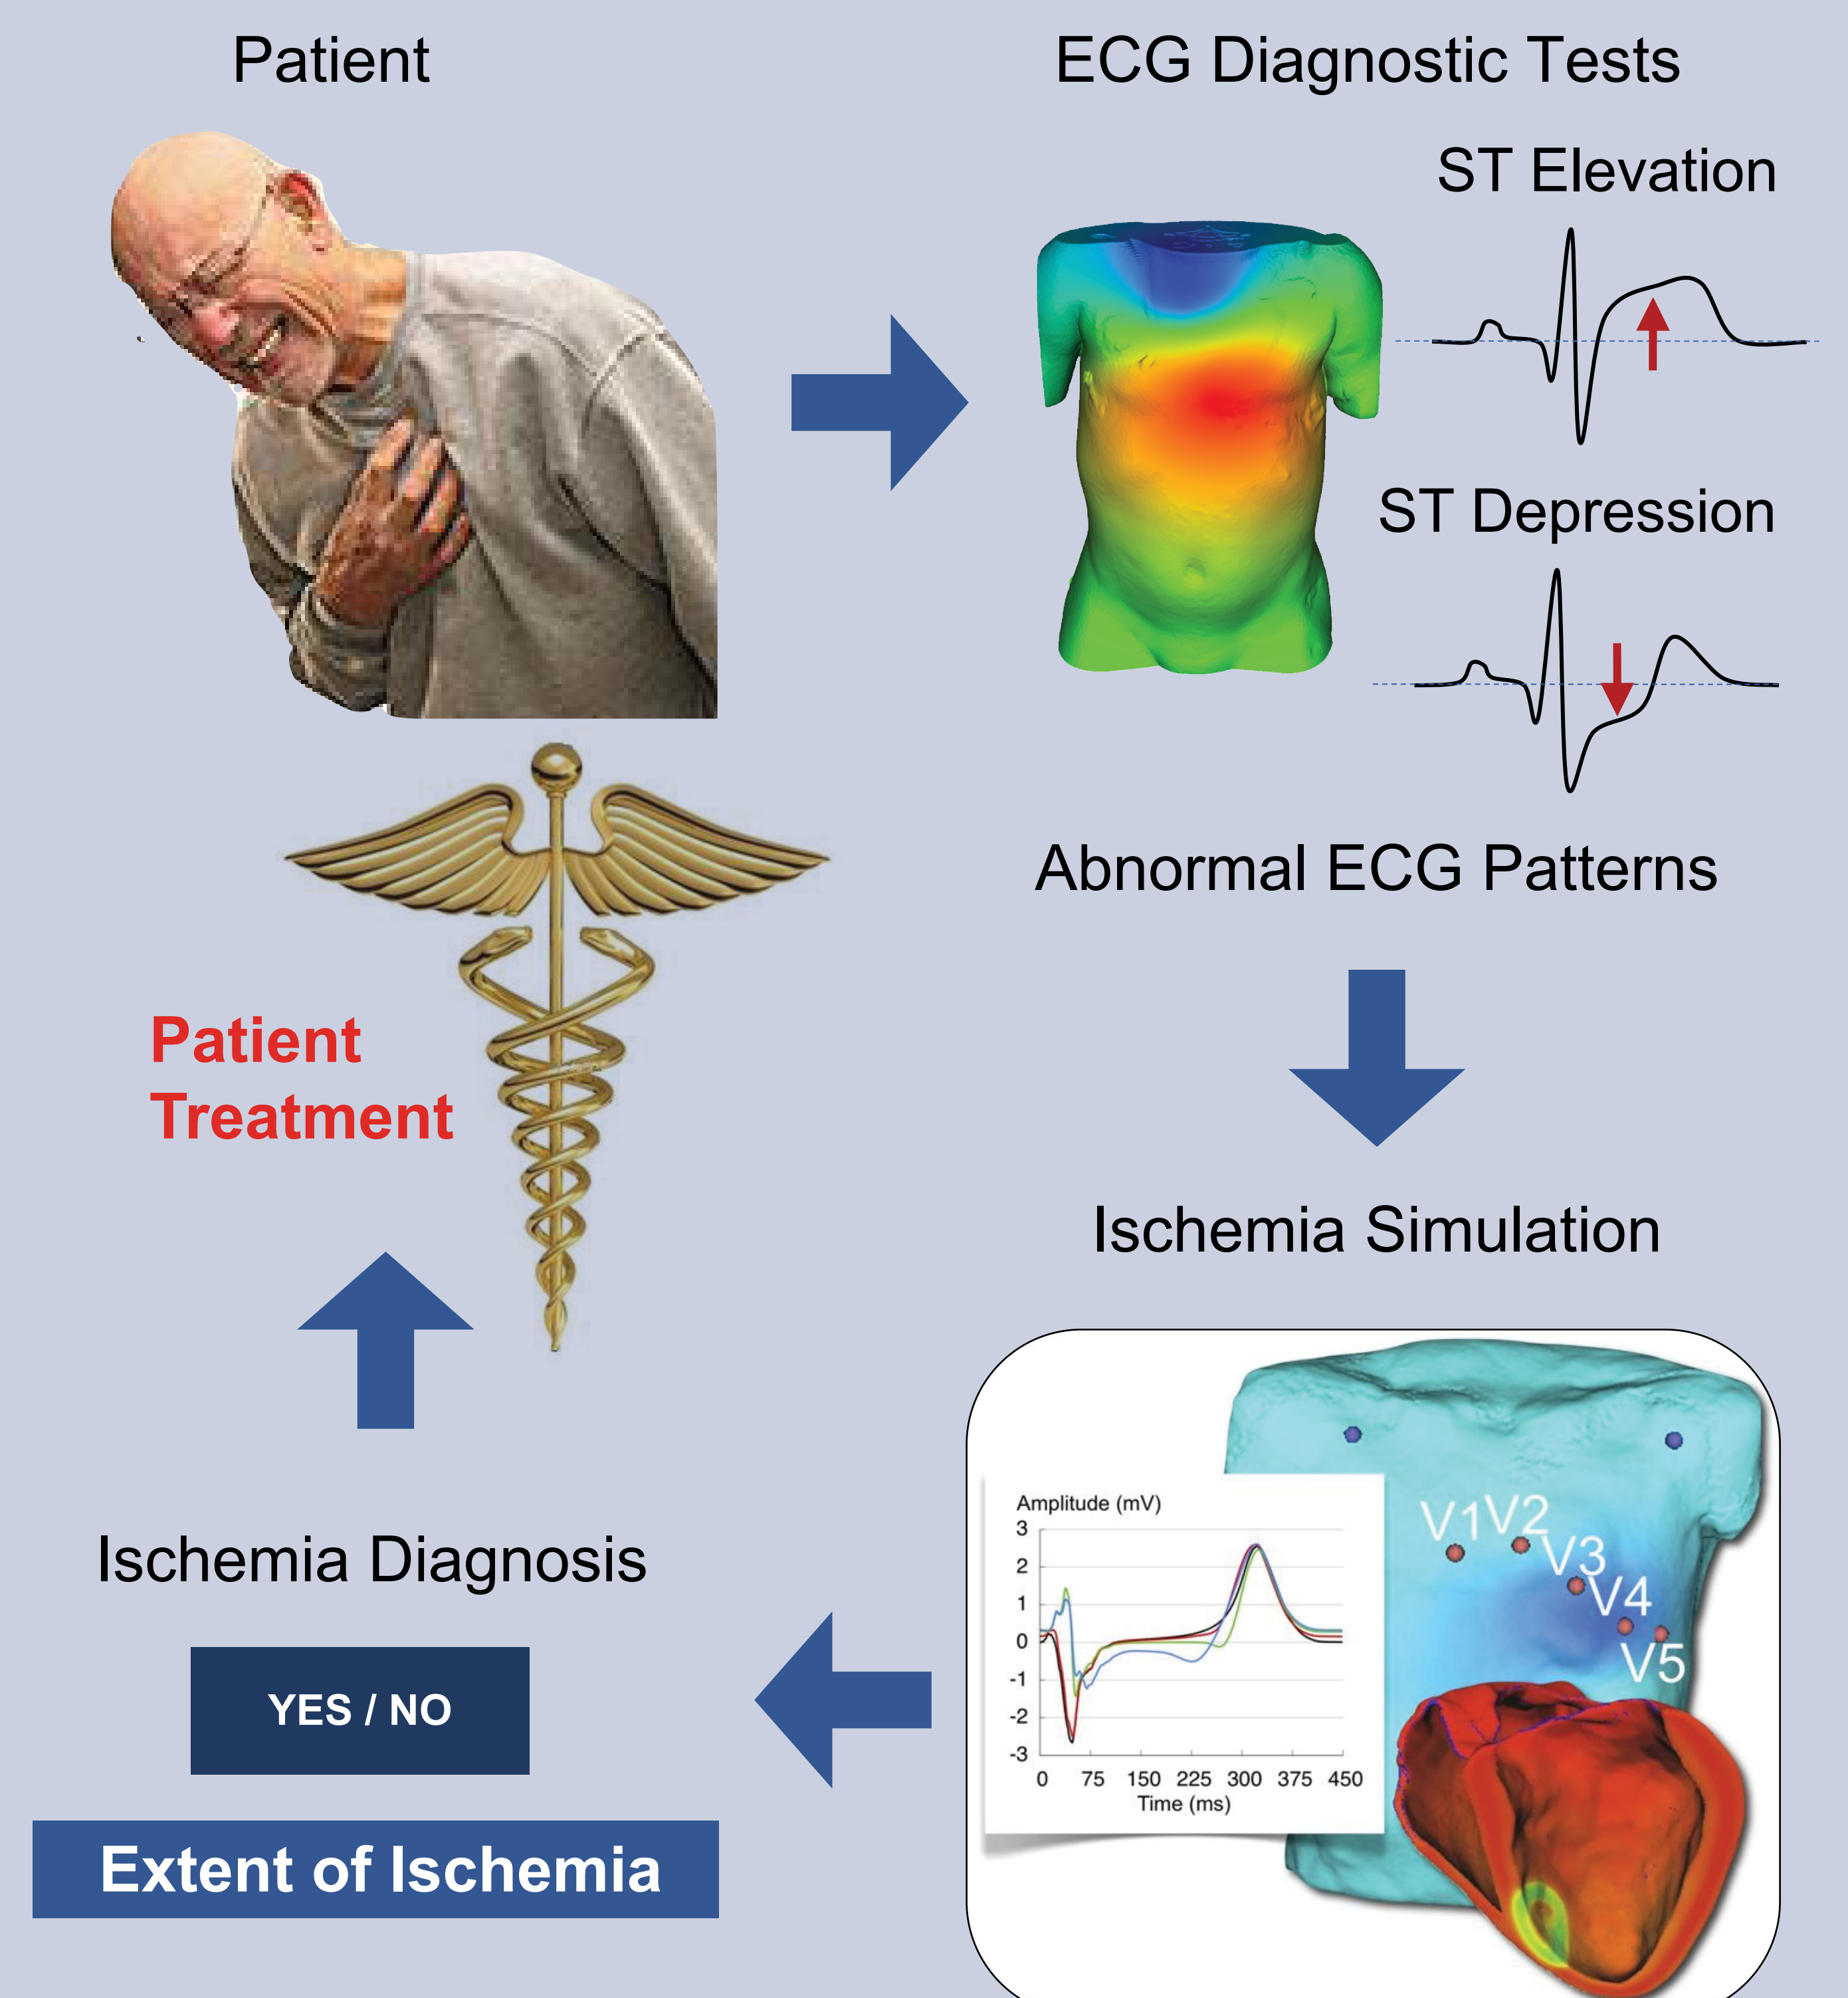 Patient
ECG Diagnostic Tests
ST Elevation
ST Depression
Abnormal ECG Patterns
Patient
Treatment
Ischemia Simulation
Amplitude (mV)
3
2
1
0
-1
-2
-3
0 75 150 225 300 375 450
Time (ms)
V1
V2
V3
V4
V5
Ischemia Diagnosis
YES / NO
Extent of Ischemia